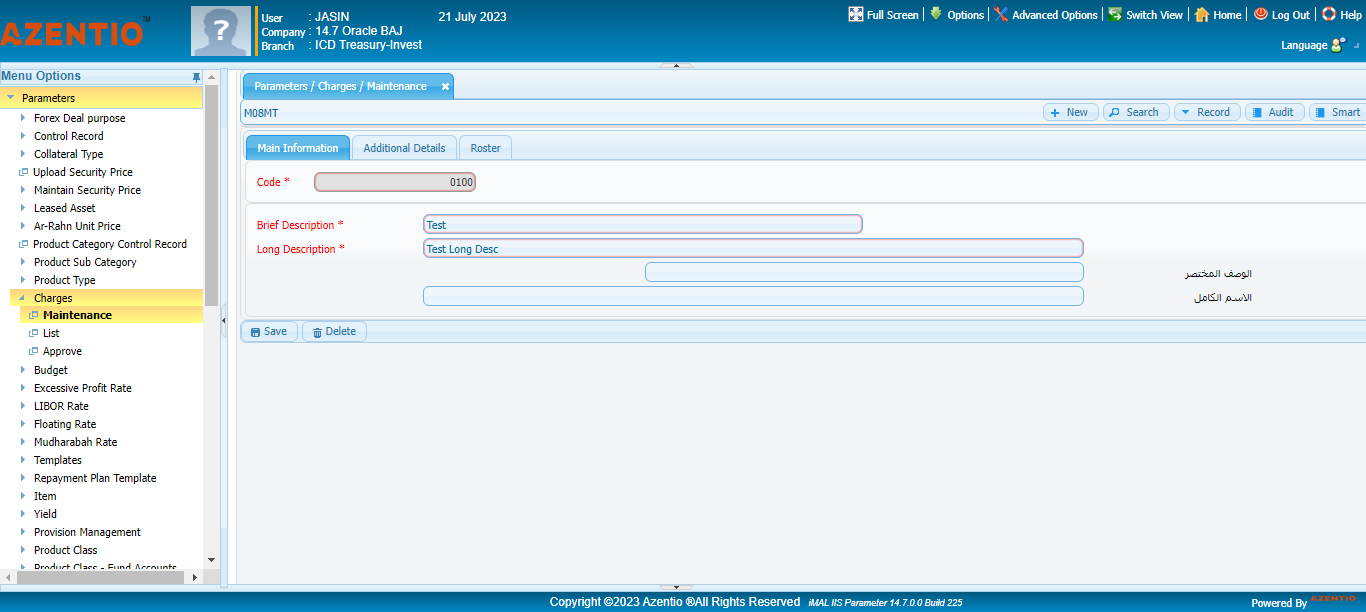 AZENTIO™
?
User : JASIN 21 July 2023
Company : 14.7 Oracle BAJ
Branch : ICD Treasury-Invest
Full Screen Options Advanced Options Switch View Home Log Out Help
Language
Menu Options
Parameters
Forex Deal purpose
Control Record
Collateral Type
Upload Security Price
Maintain Security Price
Leased Asset
Ar-Rahn Unit Price
Product Category Control Record
Product Sub Category
Product Type
Charges
Maintenance
List
Approve
Budget
Excessive Profit Rate
LIBOR Rate
Floating Rate
Mudharabah Rate
Templates
Repayment Plan Template
Item
Yield
Provision Management
Product Class
Product Class - Fund Accounts
Parameters / Charges / Maintenance
M08MT
New Search Record Audit Smart
Main Information Additional Details Roster
Code * 0100
Brief Description * Test
Long Description * Test Long Desc
الوصف المختصر
الاسم الكامل
Save Delete
Copyright ©2023 Azentio ®All Rights Reserved iMAL IIS Parameter 14.7.0.0 Build 225
Powered By AZENTIO